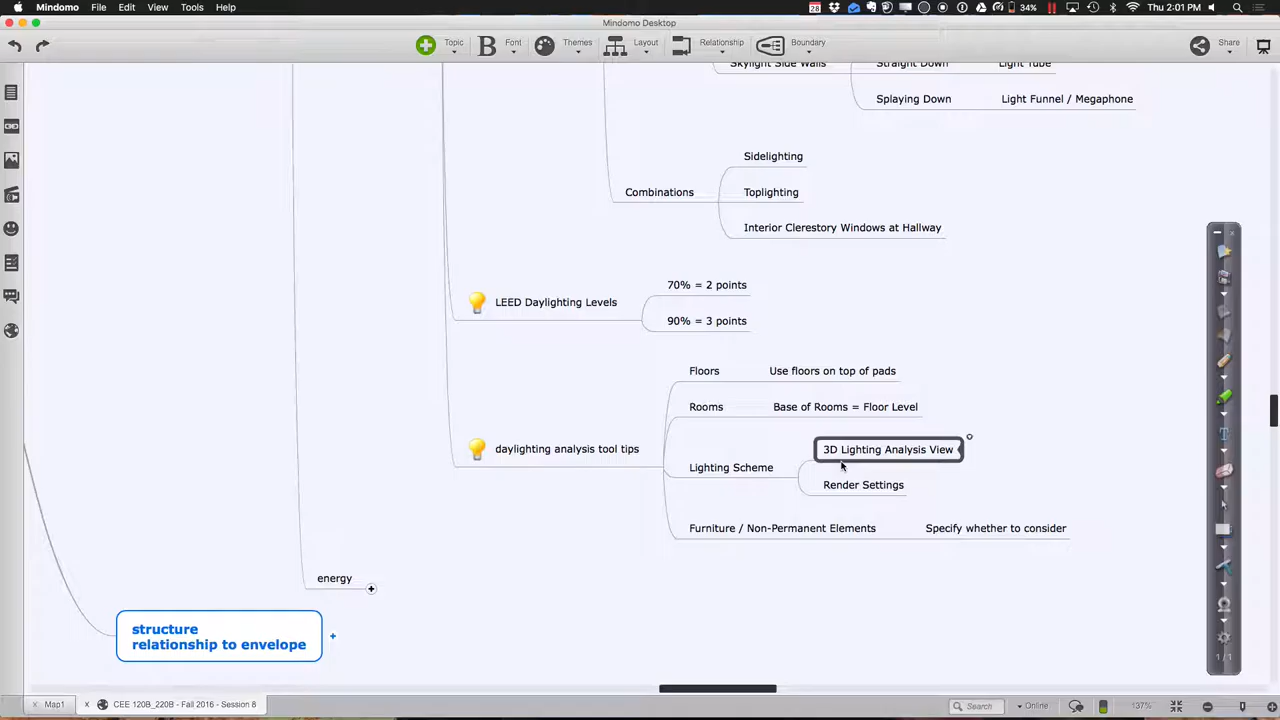 Mindomo File Edit View Tools Help
28 34% Thu 2:01 PM
Mindomo Desktop
Topic
Font
Themes
Layout
Relationship
Boundary
Share
Skylight Side Walls
Straight Down
Light Tube
Splaying Down
Light Funnel / Megaphone
Sidelighting
Combinations
Toplighting
Interior Clerestory Windows at Hallway
LEED Daylighting Levels
70% = 2 points
90% = 3 points
daylighting analysis tool tips
Floors
Use floors on top of pads
Rooms
Base of Rooms = Floor Level
Lighting Scheme
3D Lighting Analysis View
Render Settings
Furniture / Non-Permanent Elements
Specify whether to consider
energy
structure
relationship to envelope
1/1
Map1
CEE 120B_220B - Fall 2016 - Session 8
Search
Online
137%